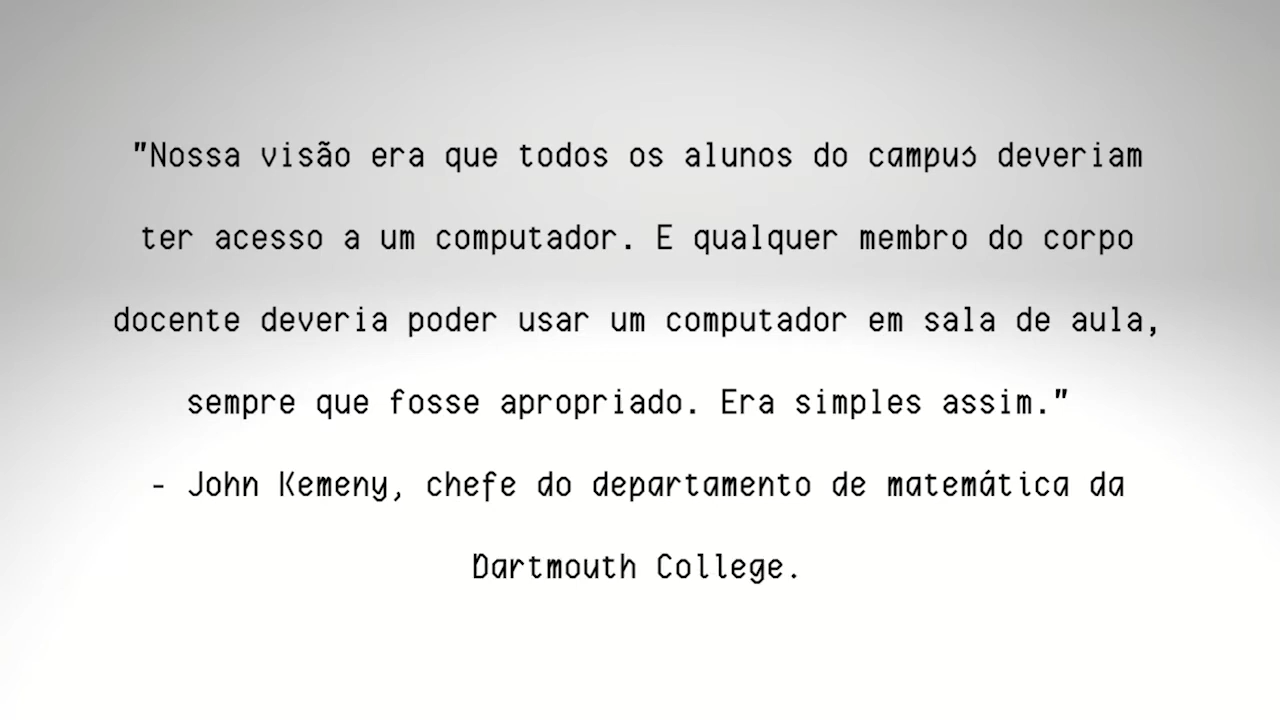 "Nossa visão era que todos os alunos do campus deveriam
ter acesso a um computador. E qualquer membro do corpo
docente deveria poder usar um computador em sala de aula,
sempre que fosse apropriado. Era simples assim."
- John Kemeny, chefe do departamento de matemática da
Dartmouth College.